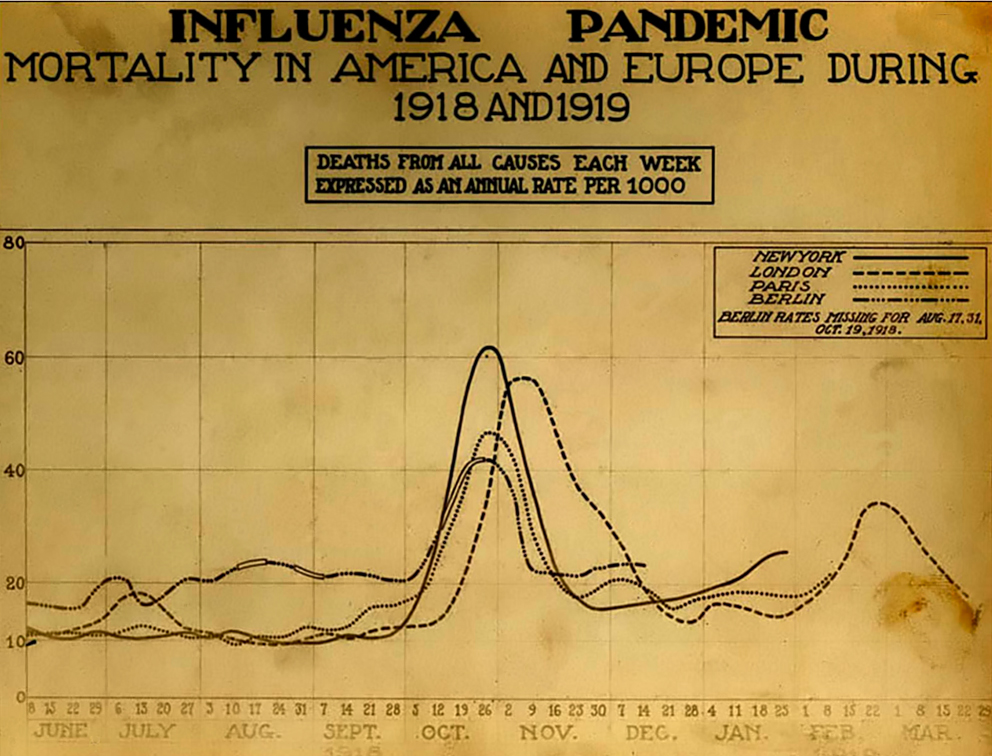 INFLUENZA PANDEMIC
MORTALITY IN AMERICA AND EUROPE DURING
1918 AND 1919
DEATHS FROM ALL CAUSES EACH WEEK
EXPRESSED AS AN ANNUAL RATE PER 1000
80
NEW YORK
LONDON
PARIS
BERLIN
BERLIN RATES MISSING FOR AUG. 17, 31,
OCT. 19, 1918.
60
40
20
10
0
8 15 22 29 6 13 20 27 3 10 17 24 31 7 14 21 28 5 12 19 26 2 9 16 23 30 7 14 21 28 4 11 18 25 1 8 15 22 1 8 15 22 29
JUNE JULY AUG. SEPT. OCT. NOV. DEC. JAN. FEB. MAR.
1918